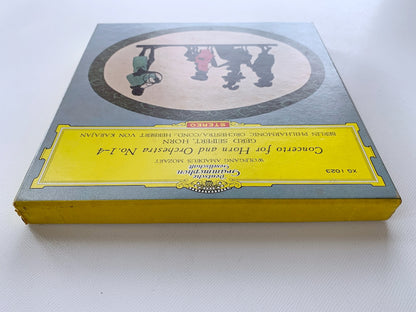 XG 1023
Deutsche
Grammophon
Gesellschaft
WOLFGANG AMADEUS MOZART
Concerto for Horn and Orchestra No.1-4
GERD SEIFERT, HORN
BERLIN PHILHARMONIC ORCHESTRA/COND. HERBERT VON KARAJAN
STEREO